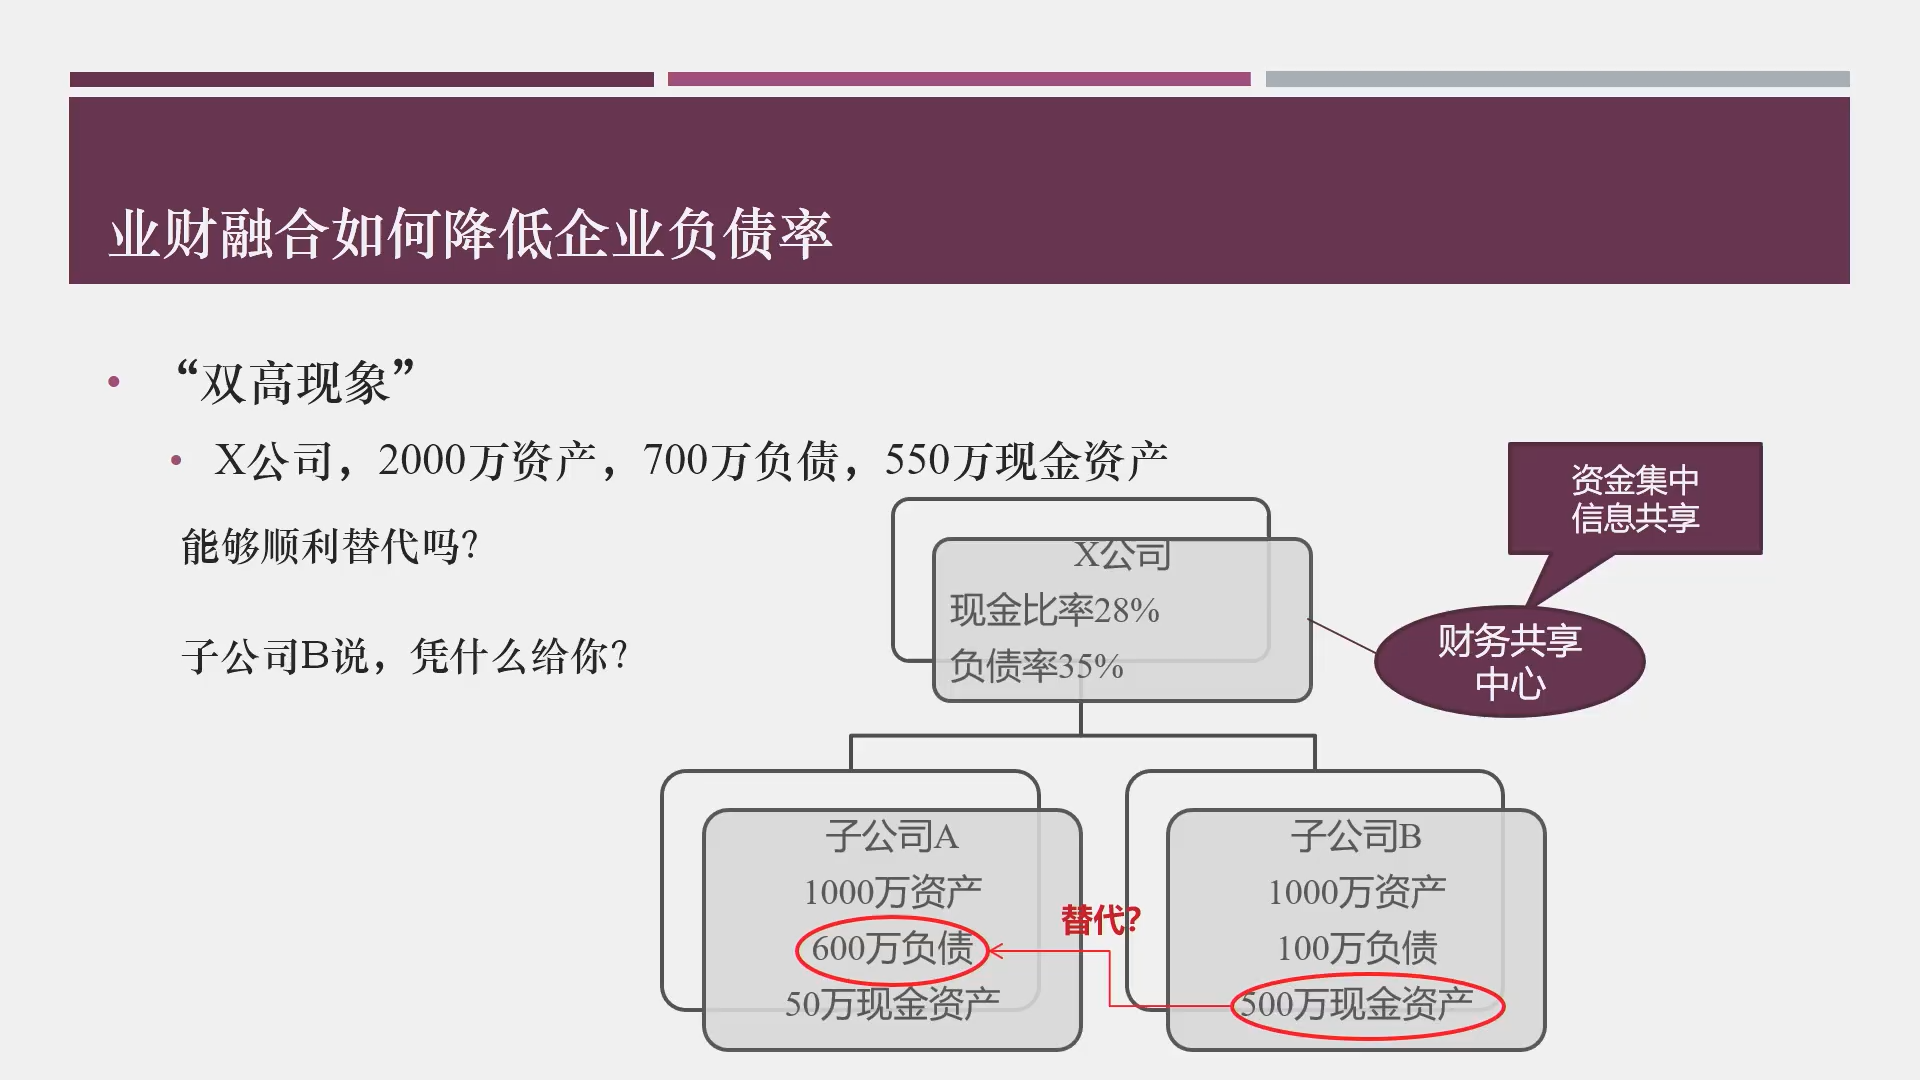 业财融合如何降低企业负债率
“双高现象”
X公司，2000万资产，700万负债，550万现金资产
能够顺利替代吗？
子公司B说，凭什么给你？
资金集中
信息共享
财务共享
中心
X公司
现金比率28%
负债率35%
子公司A
1000万资产
600万负债
50万现金资产
替代？
子公司B
1000万资产
100万负债
500万现金资产